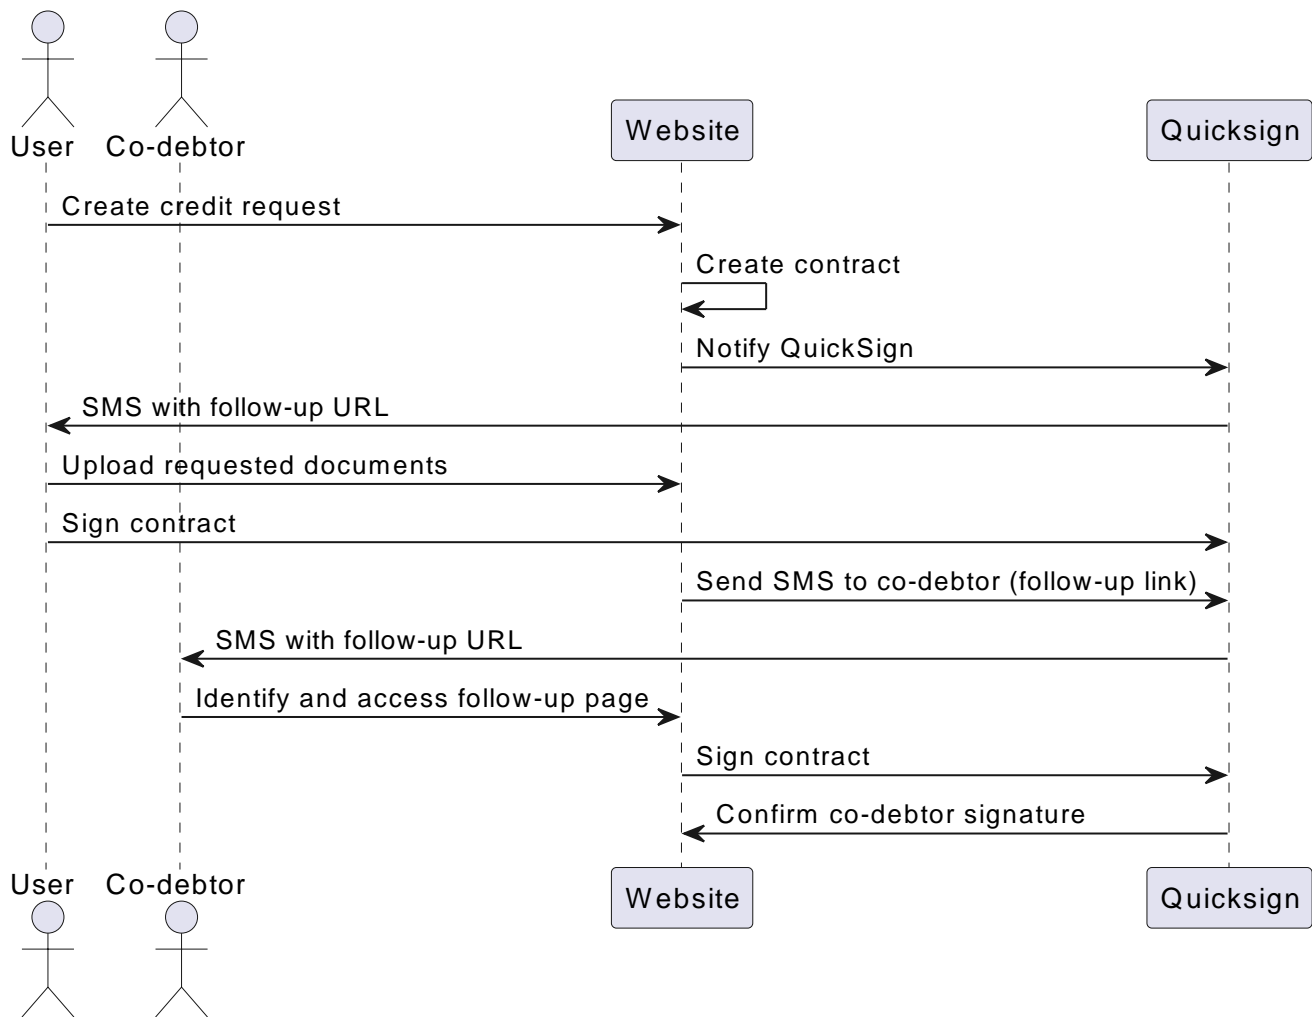 User
Co-debtor
Website
Quicksign
Create credit request
Create contract
Notify QuickSign
SMS with follow-up URL
Upload requested documents
Sign contract
Send SMS to co-debtor (follow-up link)
SMS with follow-up URL
Identify and access follow-up page
Sign contract
Confirm co-debtor signature
User
Co-debtor
Website
Quicksign